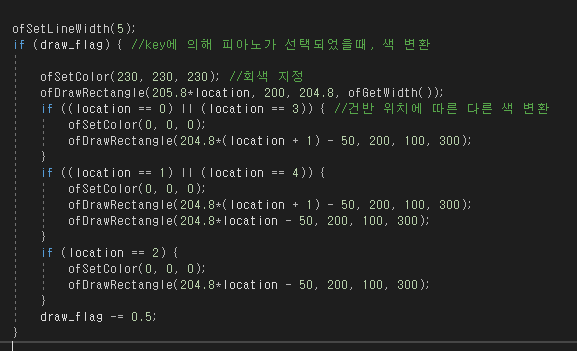 ofSetLineWidth(5);
if (draw_flag) { //key에 의해 피아노가 선택되었을때, 색 변환
ofSetColor(230, 230, 230); //회색 지정
ofDrawRectangle(205.8*location, 200, 204.8, ofGetWidth());
if ((location == 0) || (location == 3)) { //건반 위치에 따른 다른 색 변환
ofSetColor(0, 0, 0);
ofDrawRectangle(204.8*(location + 1) - 50, 200, 100, 300);
}
if ((location == 1) || (location == 4)) {
ofSetColor(0, 0, 0);
ofDrawRectangle(204.8*(location + 1) - 50, 200, 100, 300);
ofDrawRectangle(204.8*location - 50, 200, 100, 300);
}
if (location == 2) {
ofSetColor(0, 0, 0);
ofDrawRectangle(204.8*location - 50, 200, 100, 300);
}
draw_flag -= 0.5;
}